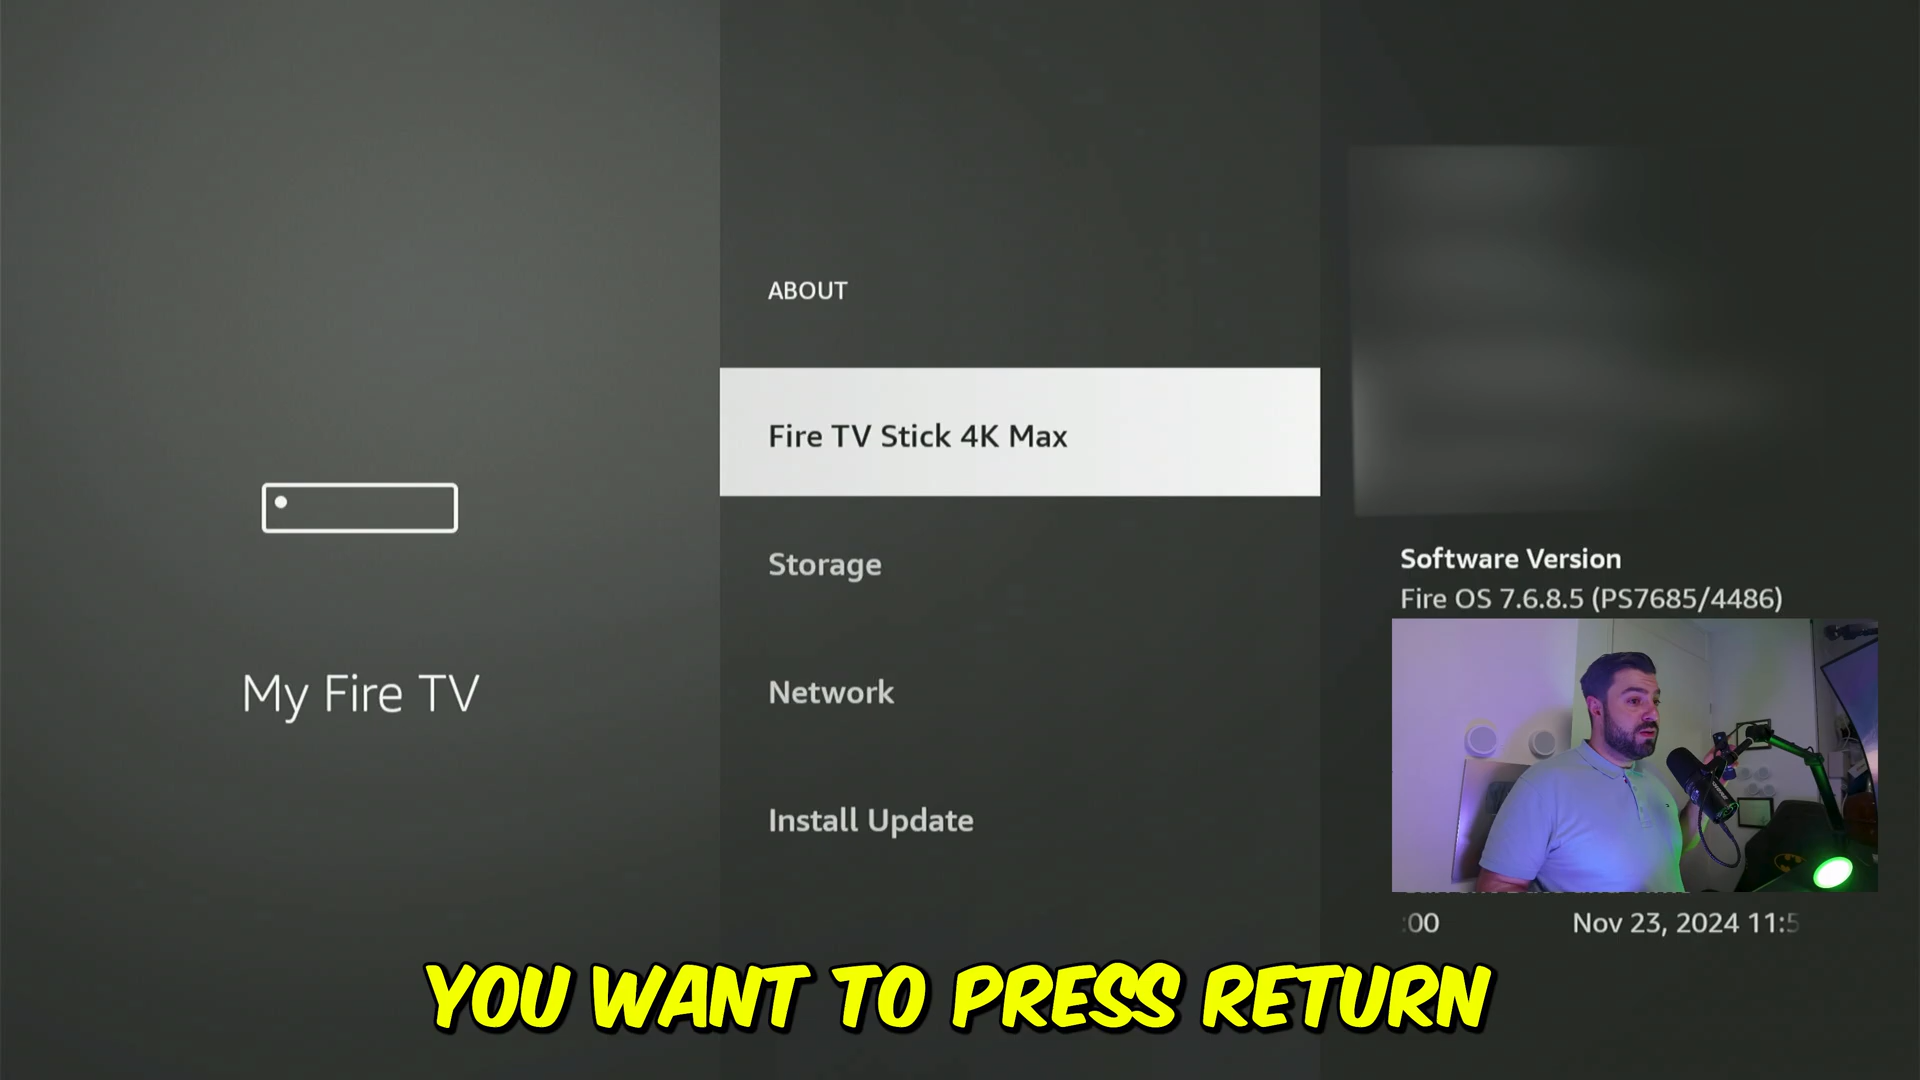 ABOUT
Fire TV Stick 4K Max
Storage
Network
Install Update
My Fire TV
Software Version
Fire OS 7.6.8.5 (PS7685/4486)
:00 Nov 23, 2024 11:5
YOU WANT TO PRESS RETURN